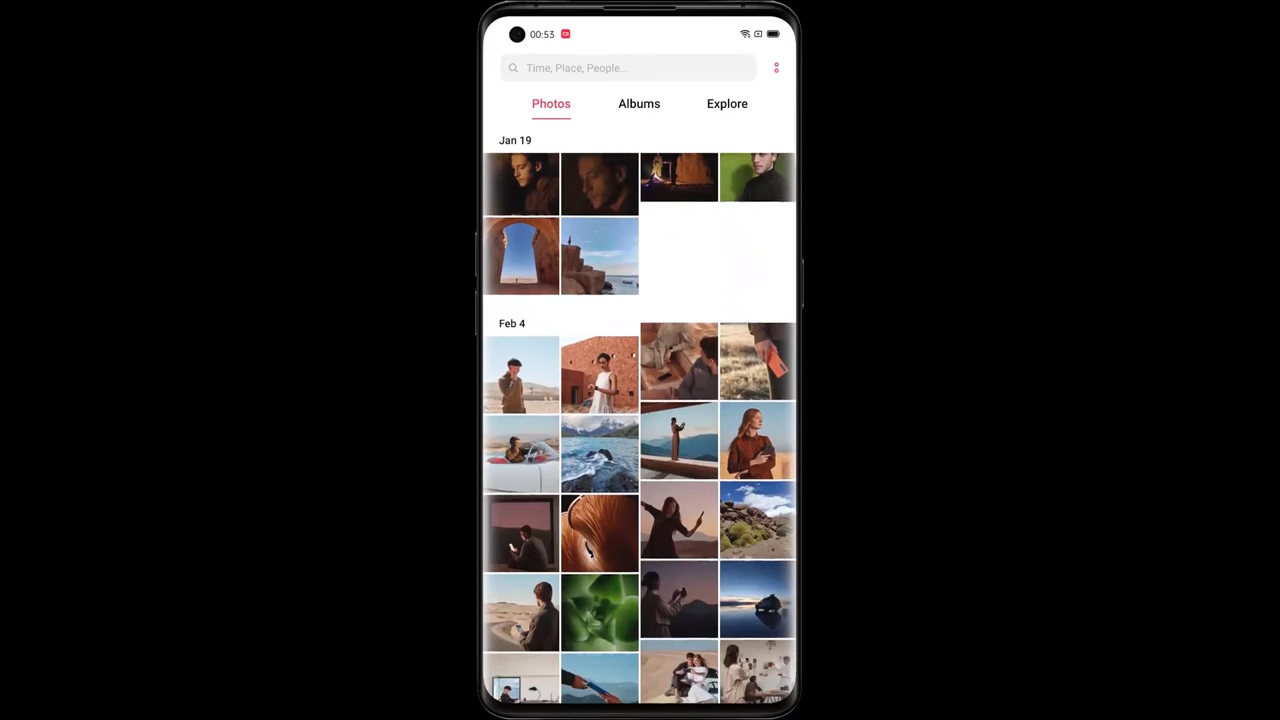 00:53
Time, Place, People...
Photos Albums Explore
Jan 19
Feb 4